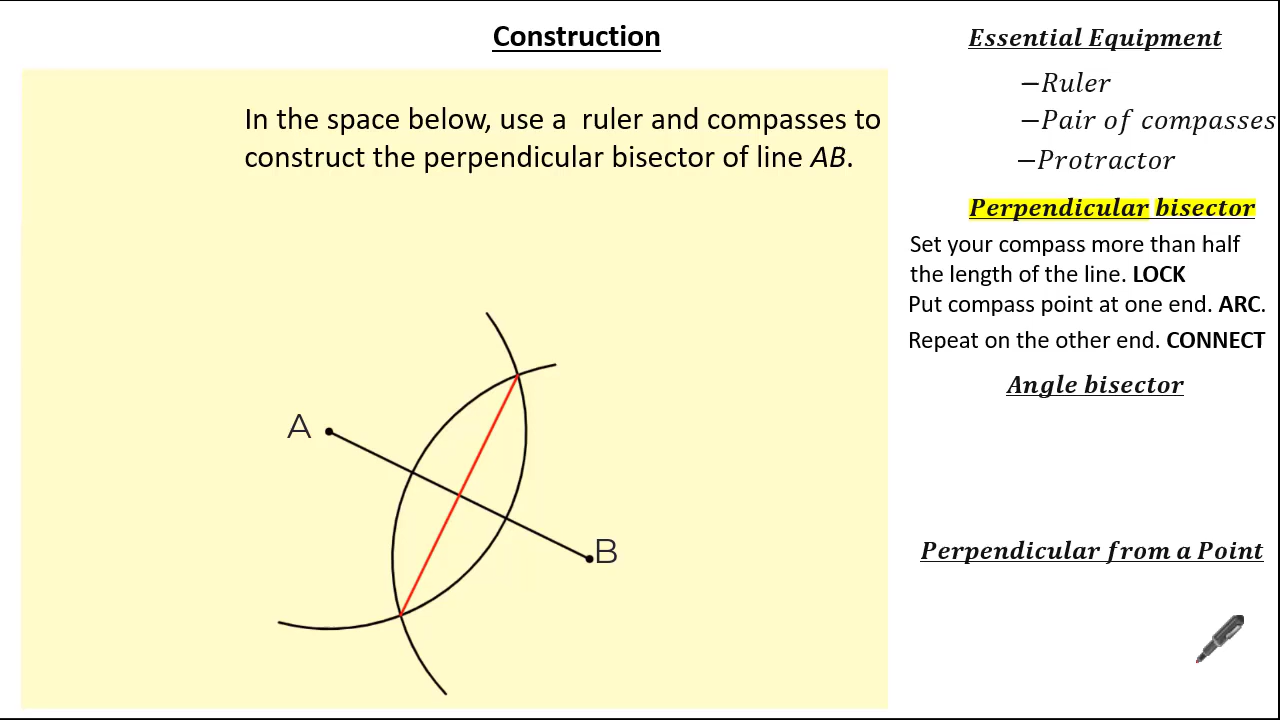 Construction
In the space below, use a ruler and compasses to
construct the perpendicular bisector of line AB.
A
B
Essential Equipment
−Ruler
−Pair of compasses
−Protractor
Perpendicular bisector
Set your compass more than half
the length of the line. LOCK
Put compass point at one end. ARC.
Repeat on the other end. CONNECT
Angle bisector
Perpendicular from a Point